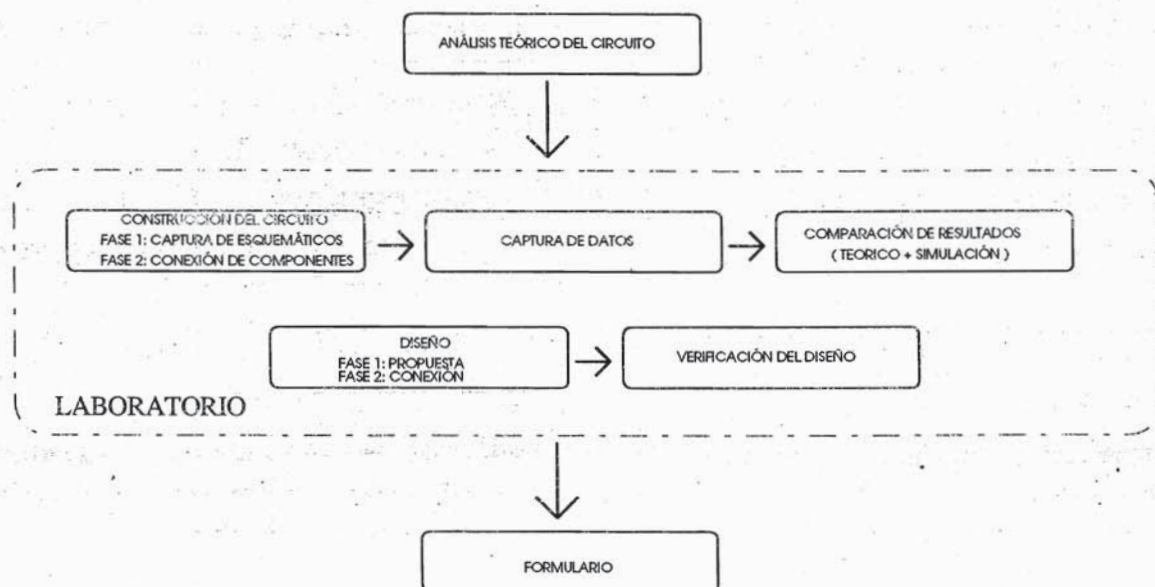 ANÁLISIS TEÓRICO DEL CIRCUITO
CONSTRUCCIÓN DEL CIRCUITO
FASE 1: CAPTURA DE ESQUEMÁTICOS
FASE 2: CONEXIÓN DE COMPONENTES
CAPTURA DE DATOS
COMPARACIÓN DE RESULTADOS
( TEORICO + SIMULACIÓN )
DISEÑO
FASE 1: PROPUESTA
FASE 2: CONEXIÓN
VERIFICACIÓN DEL DISEÑO
LABORATORIO
FORMULARIO